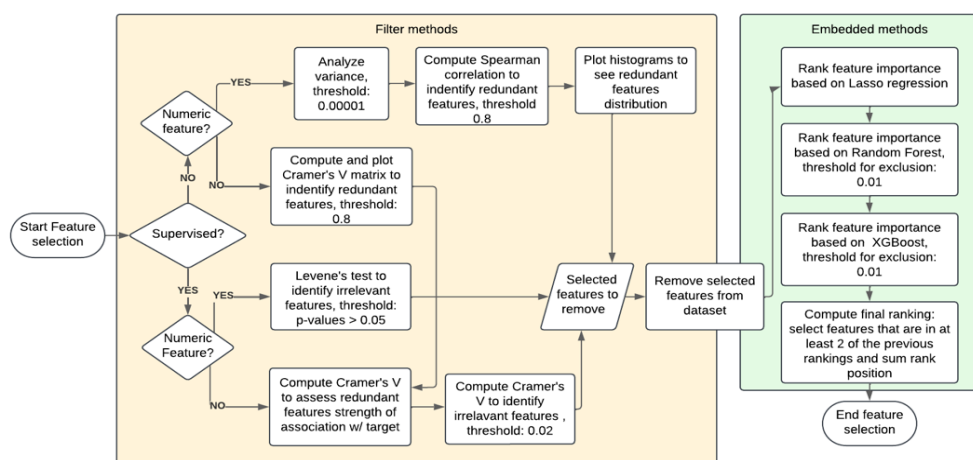 Filter methods
Embedded methods
Analyze
variance,
threshold:
0.00001
Compute Spearman
correlation to
indentify redundant
features, threshold
0.8
Plot histograms to
see redundant
features
distribution
Rank feature importance
based on Lasso regression
YES
Numeric
feature?
Rank feature importance
based on Random Forest,
threshold for exclusion:
0.01
NO
NO
Compute and plot
Cramer's V matrix to
indentify redundant
features, threshold:
0.8
Start Feature
selection
Supervised?
Rank feature importance
based on XGBoost,
threshold for exclusion:
0.01
YES
YES
Levene's test to
identify irrelevant
features, threshold:
p-values > 0.05
Selected
features to
remove
Remove selected
features from
dataset
Numeric
Feature?
Compute final ranking:
select features that are in at
least 2 of the previous
rankings and sum rank
position
NO
Compute Cramer's V
to assess redundant
features strength of
association w/ target
Compute Cramer's
V to identify
irrelavant features ,
threshold: 0.02
End feature
selection